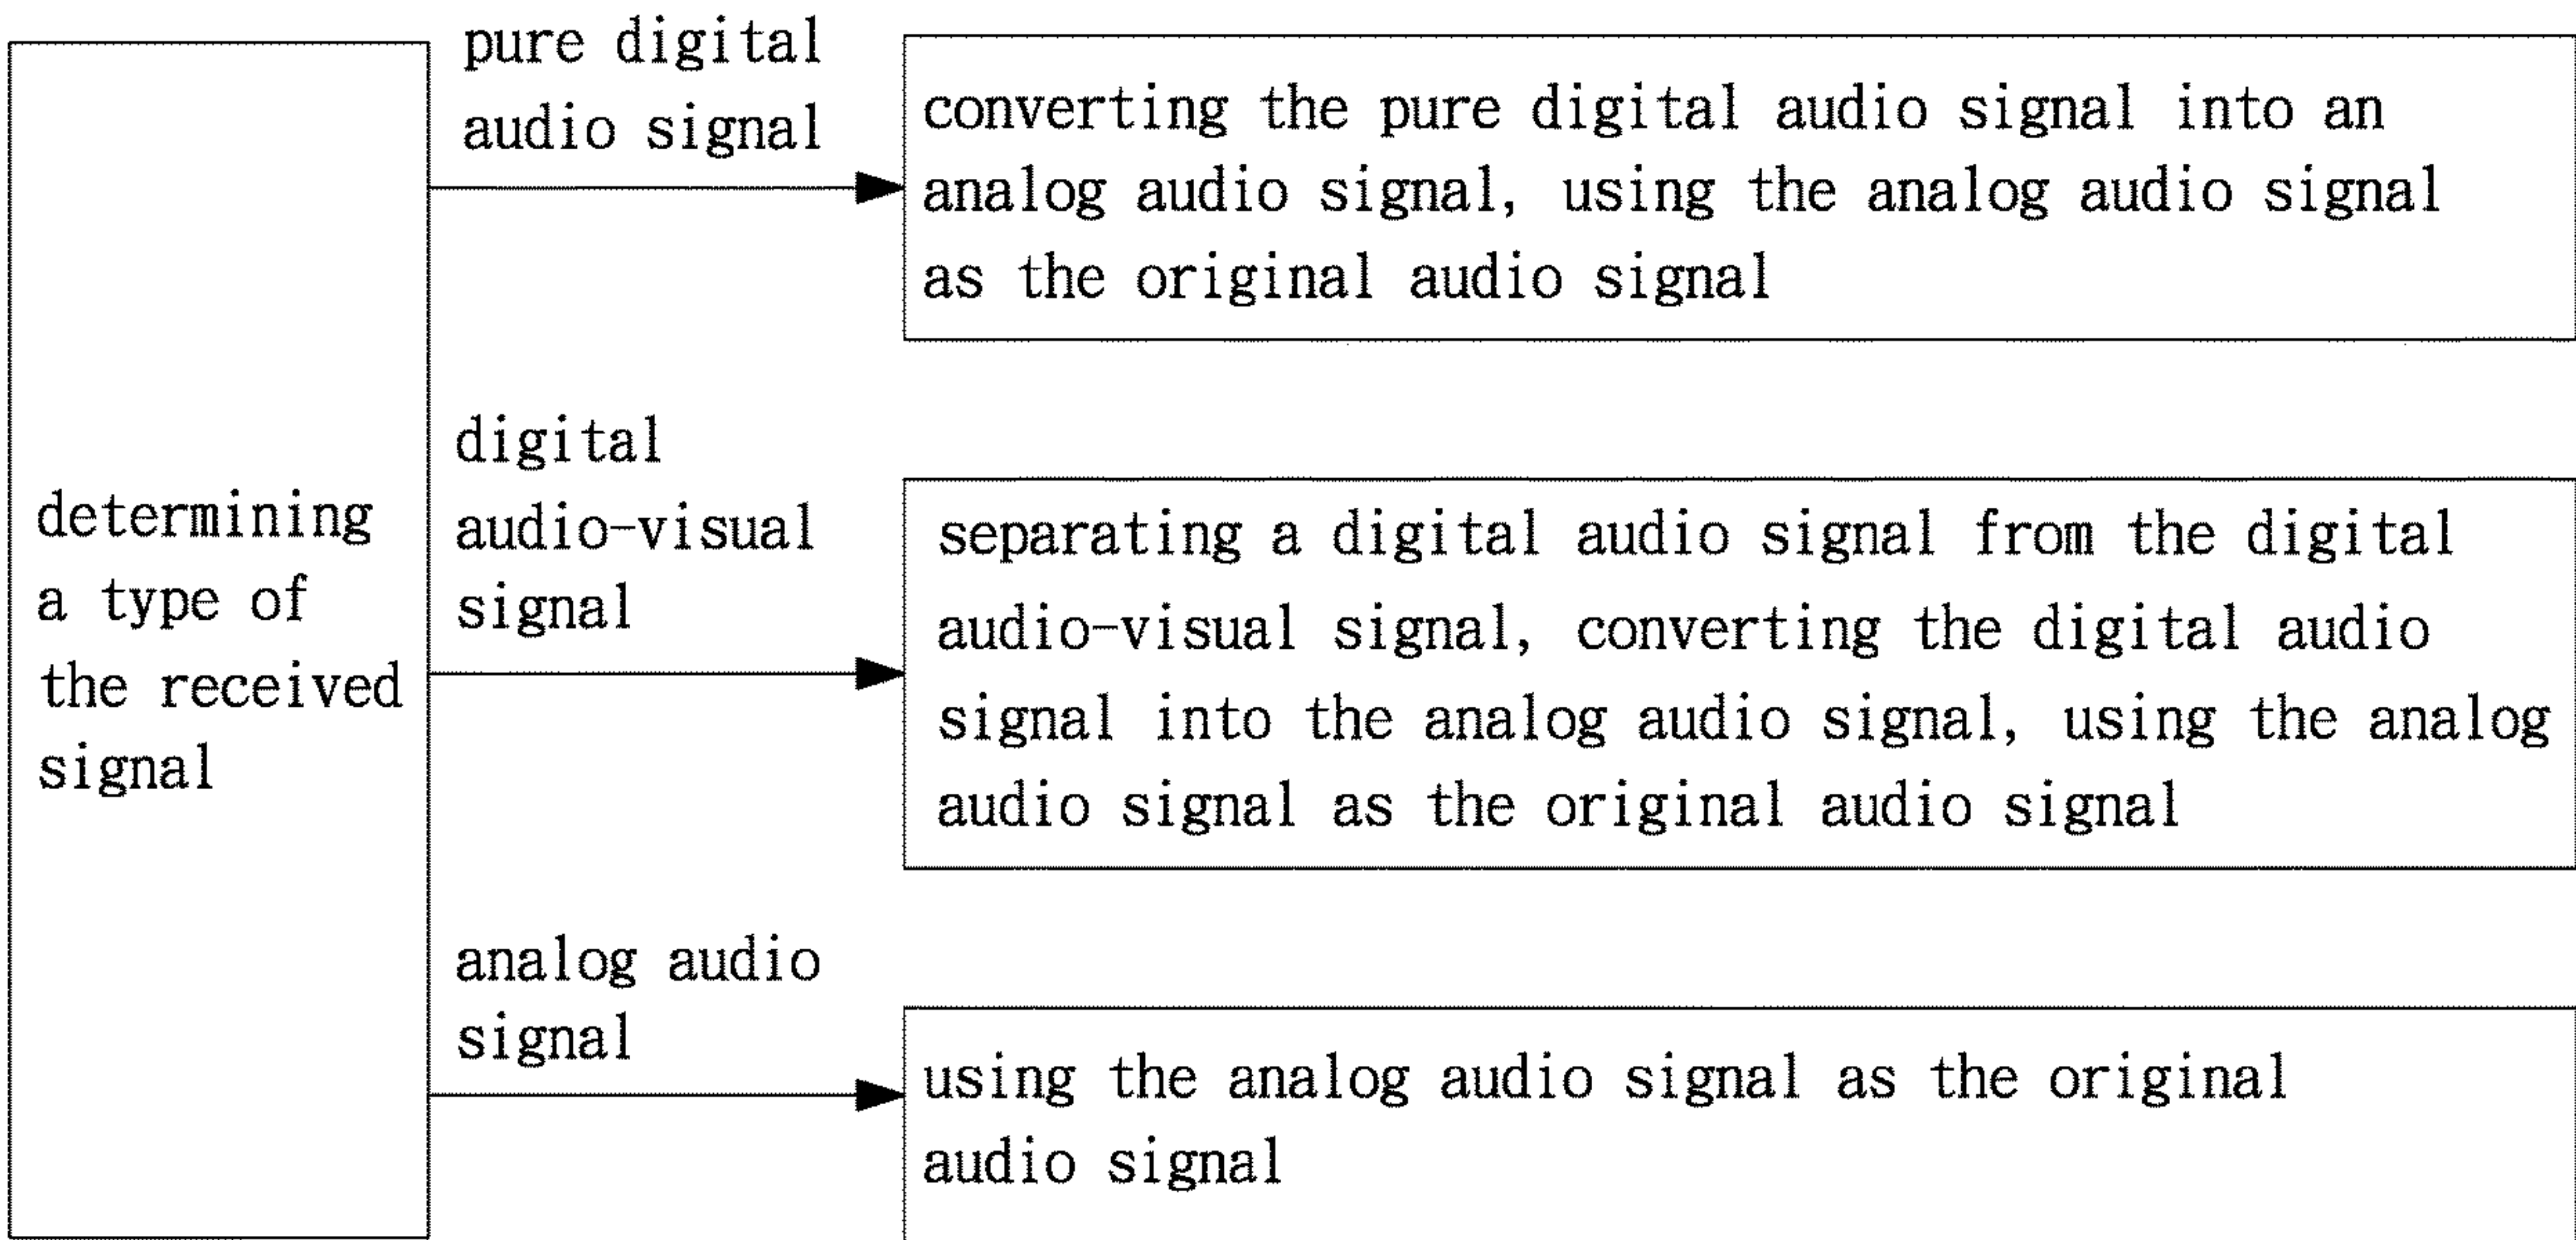 determining
a type of
the received
signal
pure digital
audio signal
converting the pure digital audio signal into an
analog audio signal, using the analog audio signal
as the original audio signal
digital
audio-visual
signal
separating a digital audio signal from the digital
audio-visual signal, converting the digital audio
signal into the analog audio signal, using the analog
audio signal as the original audio signal
analog audio
signal
using the analog audio signal as the original
audio signal